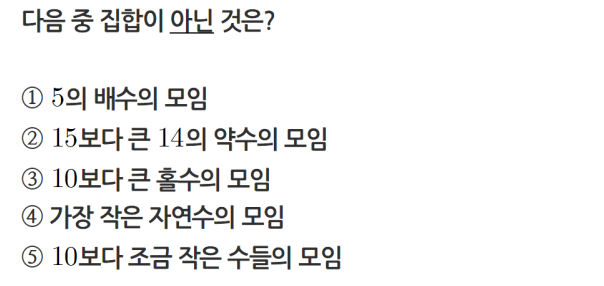 다음 중 집합이 아닌 것은?
① 5의 배수의 모임
② 15보다 큰 14의 약수의 모임
③ 10보다 큰 홀수의 모임
④ 가장 작은 자연수의 모임
⑤ 10보다 조금 작은 수들의 모임